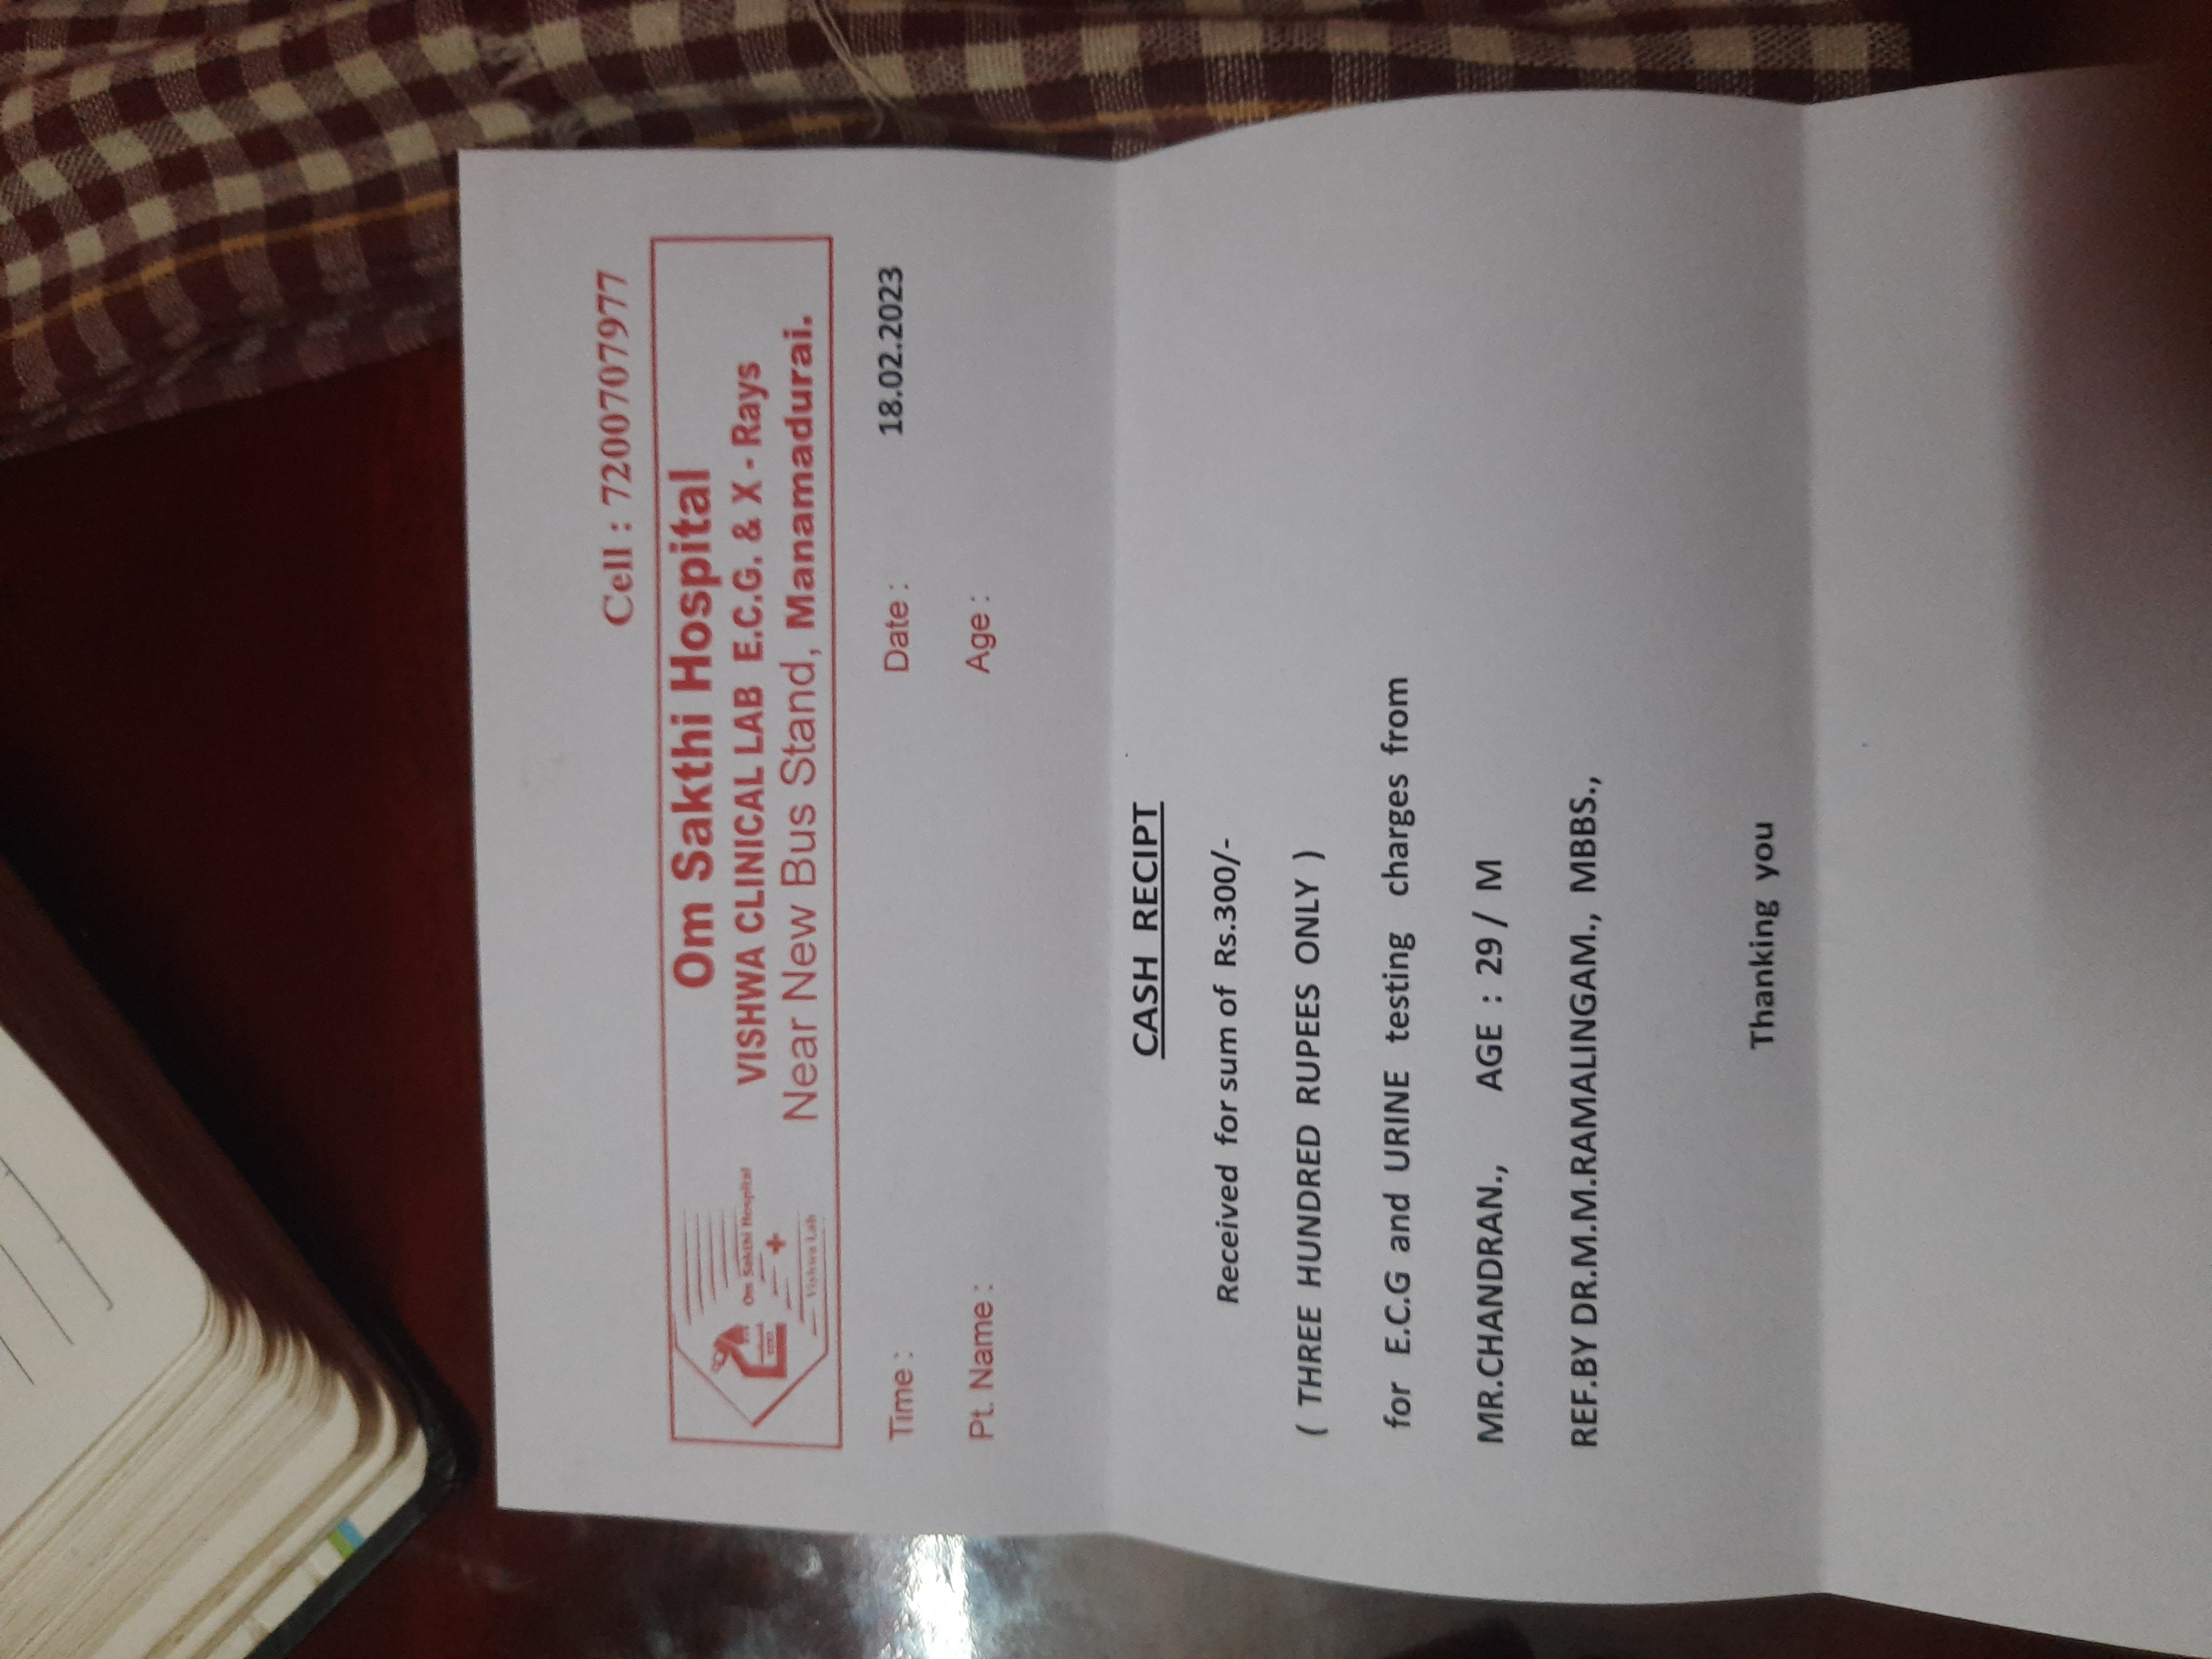 Cell : 7200707977
Om Sakthi Hospital
VISHWA CLINICAL LAB E.C.G. & X - Rays
Near New Bus Stand, Manamadurai.
Om Sakthi Hospital
Vishwa Lab
Time :
Date : 18.02.2023
Pt. Name :
Age :
CASH RECIPT
Received for sum of Rs.300/-
( THREE HUNDRED RUPEES ONLY )
for E.C.G and URINE testing charges from
MR.CHANDRAN., AGE : 29 / M
REF.BY DR.M.M.RAMALINGAM., MBBS.,
Thanking you